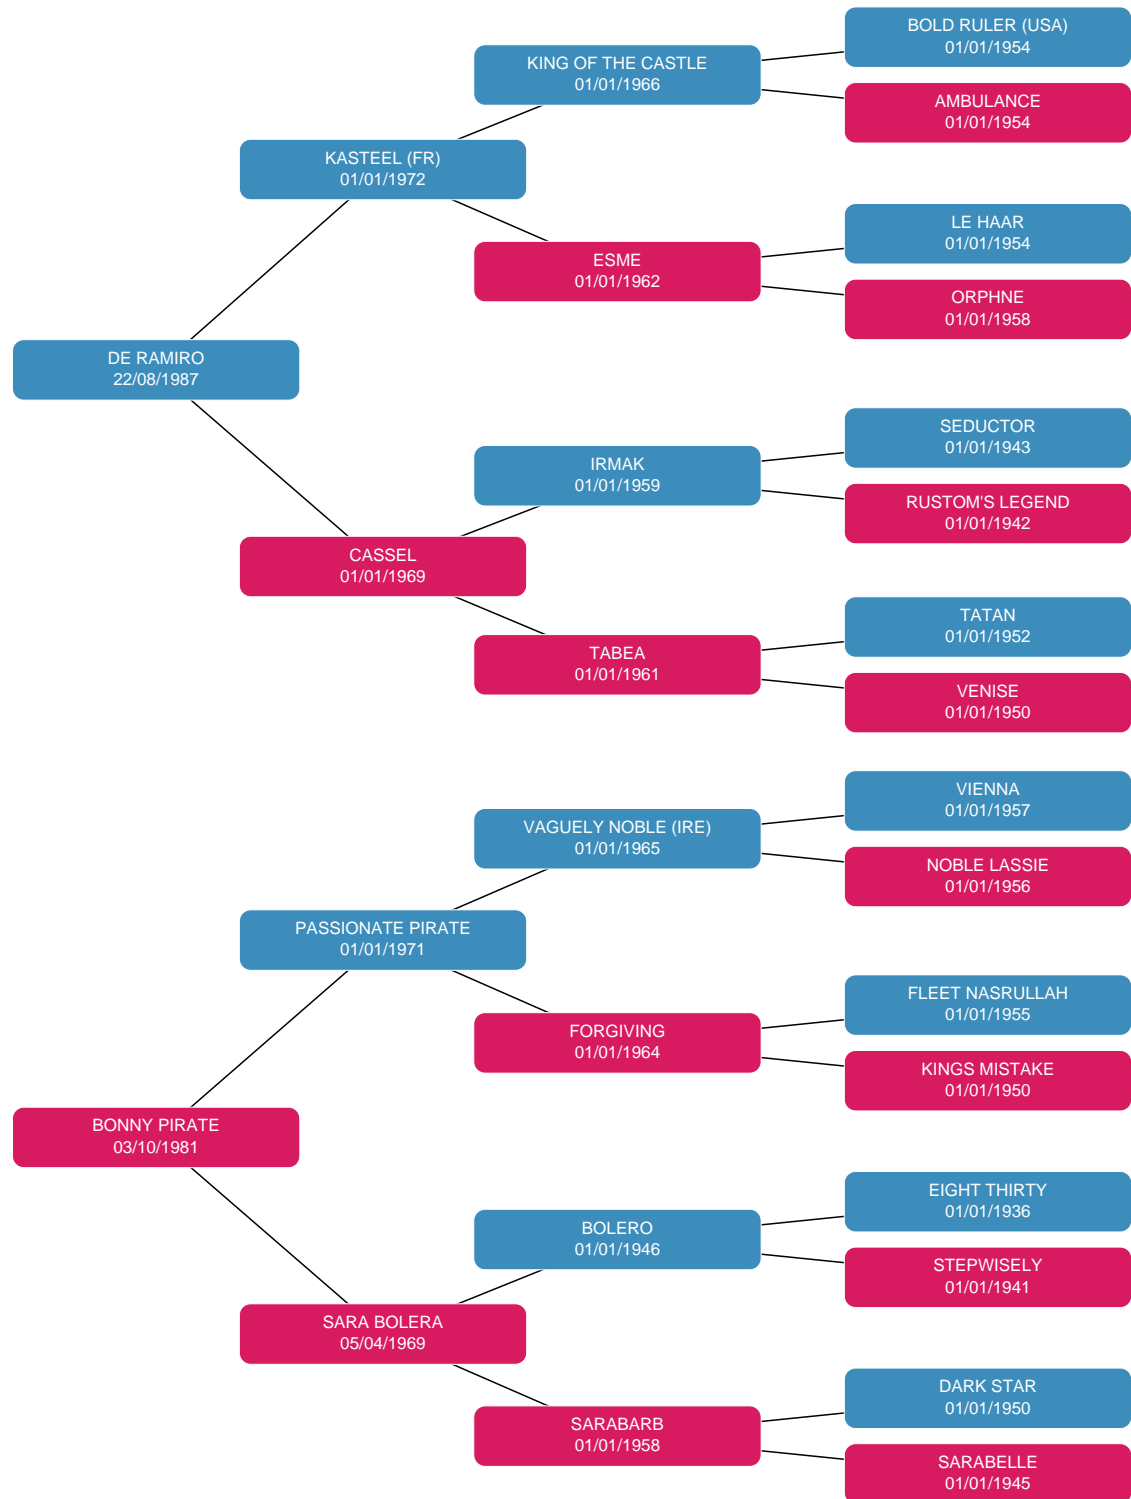 BOLD RULER (USA)
01/01/1954
KING OF THE CASTLE
01/01/1966
AMBULANCE
01/01/1954
KASTEEL (FR)
01/01/1972
LE HAAR
01/01/1954
ESME
01/01/1962
ORPHNE
01/01/1958
DE RAMIRO
22/08/1987
SEDUCTOR
01/01/1943
IRMAK
01/01/1959
RUSTOM'S LEGEND
01/01/1942
CASSEL
01/01/1969
TATAN
01/01/1952
TABEA
01/01/1961
VENISE
01/01/1950
VIENNA
01/01/1957
VAGUELY NOBLE (IRE)
01/01/1965
NOBLE LASSIE
01/01/1956
PASSIONATE PIRATE
01/01/1971
FLEET NASRULLAH
01/01/1955
FORGIVING
01/01/1964
KINGS MISTAKE
01/01/1950
BONNY PIRATE
03/10/1981
EIGHT THIRTY
01/01/1936
BOLERO
01/01/1946
STEPWISELY
01/01/1941
SARA BOLERA
05/04/1969
DARK STAR
01/01/1950
SARABARB
01/01/1958
SARABELLE
01/01/1945